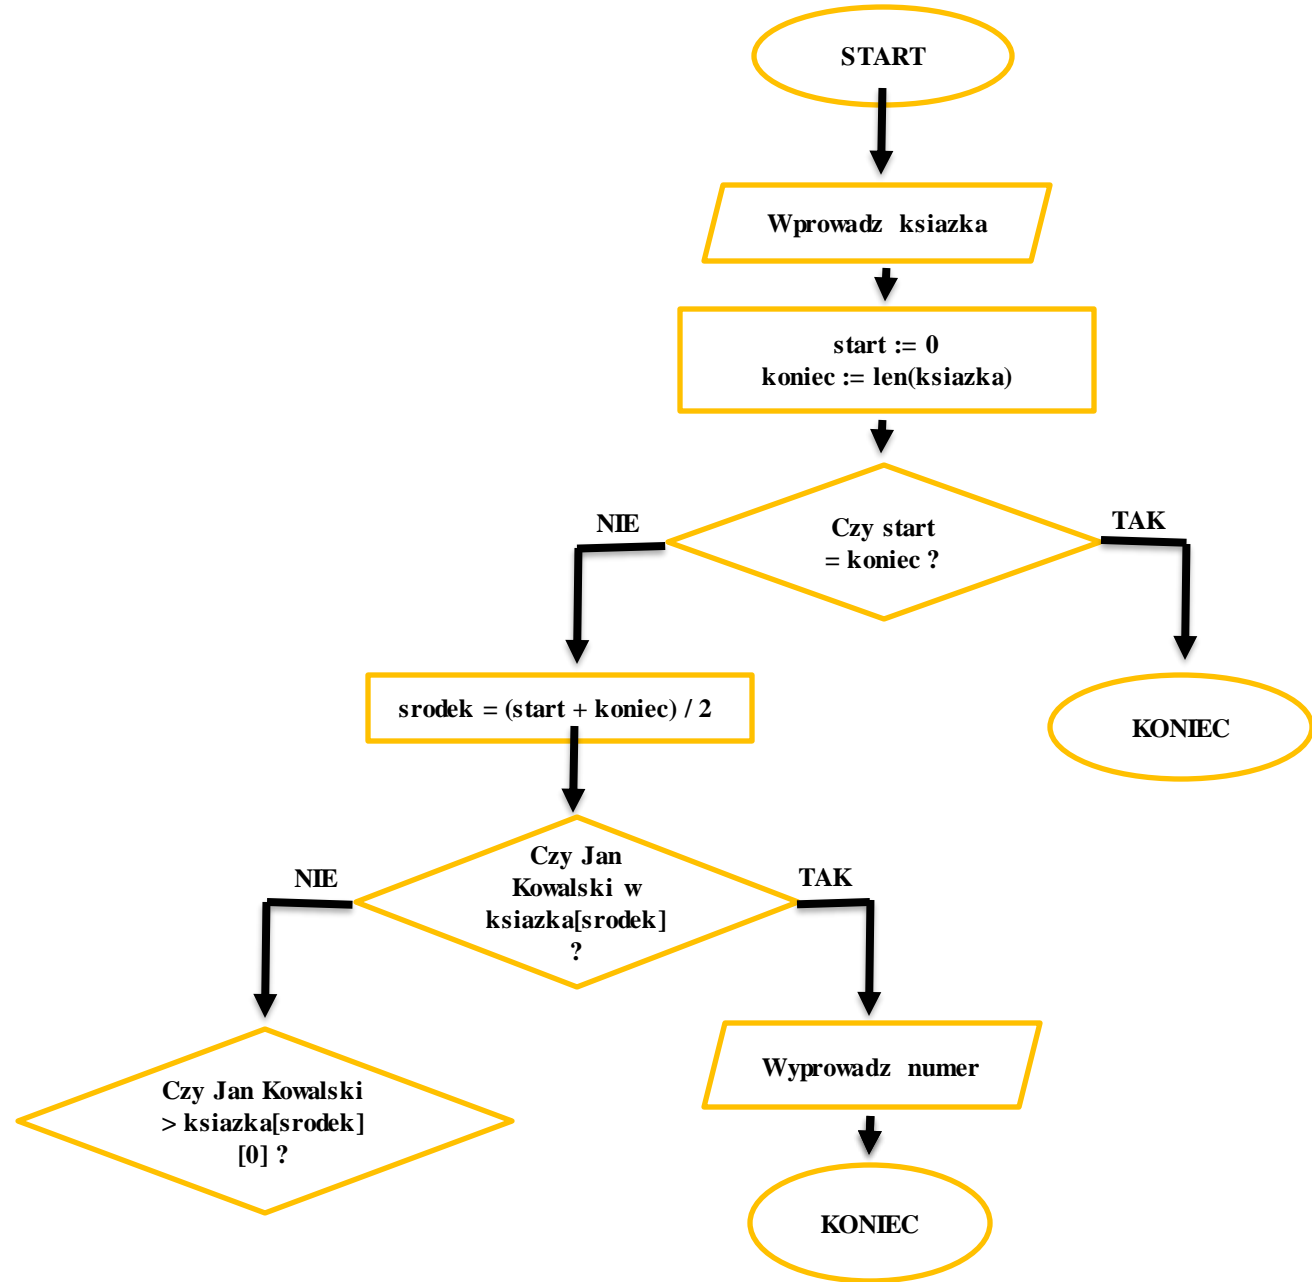 START
Wprowadz ksiazka
start := 0
koniec := len(ksiazka)
NIE
TAK
Czy start
= koniec ?
srodek = (start + koniec) / 2
KONIEC
NIE
TAK
Czy Jan
Kowalski w
ksiazka[srodek]
?
Czy Jan Kowalski
> ksiazka[srodek]
[0] ?
Wyprowadz numer
KONIEC